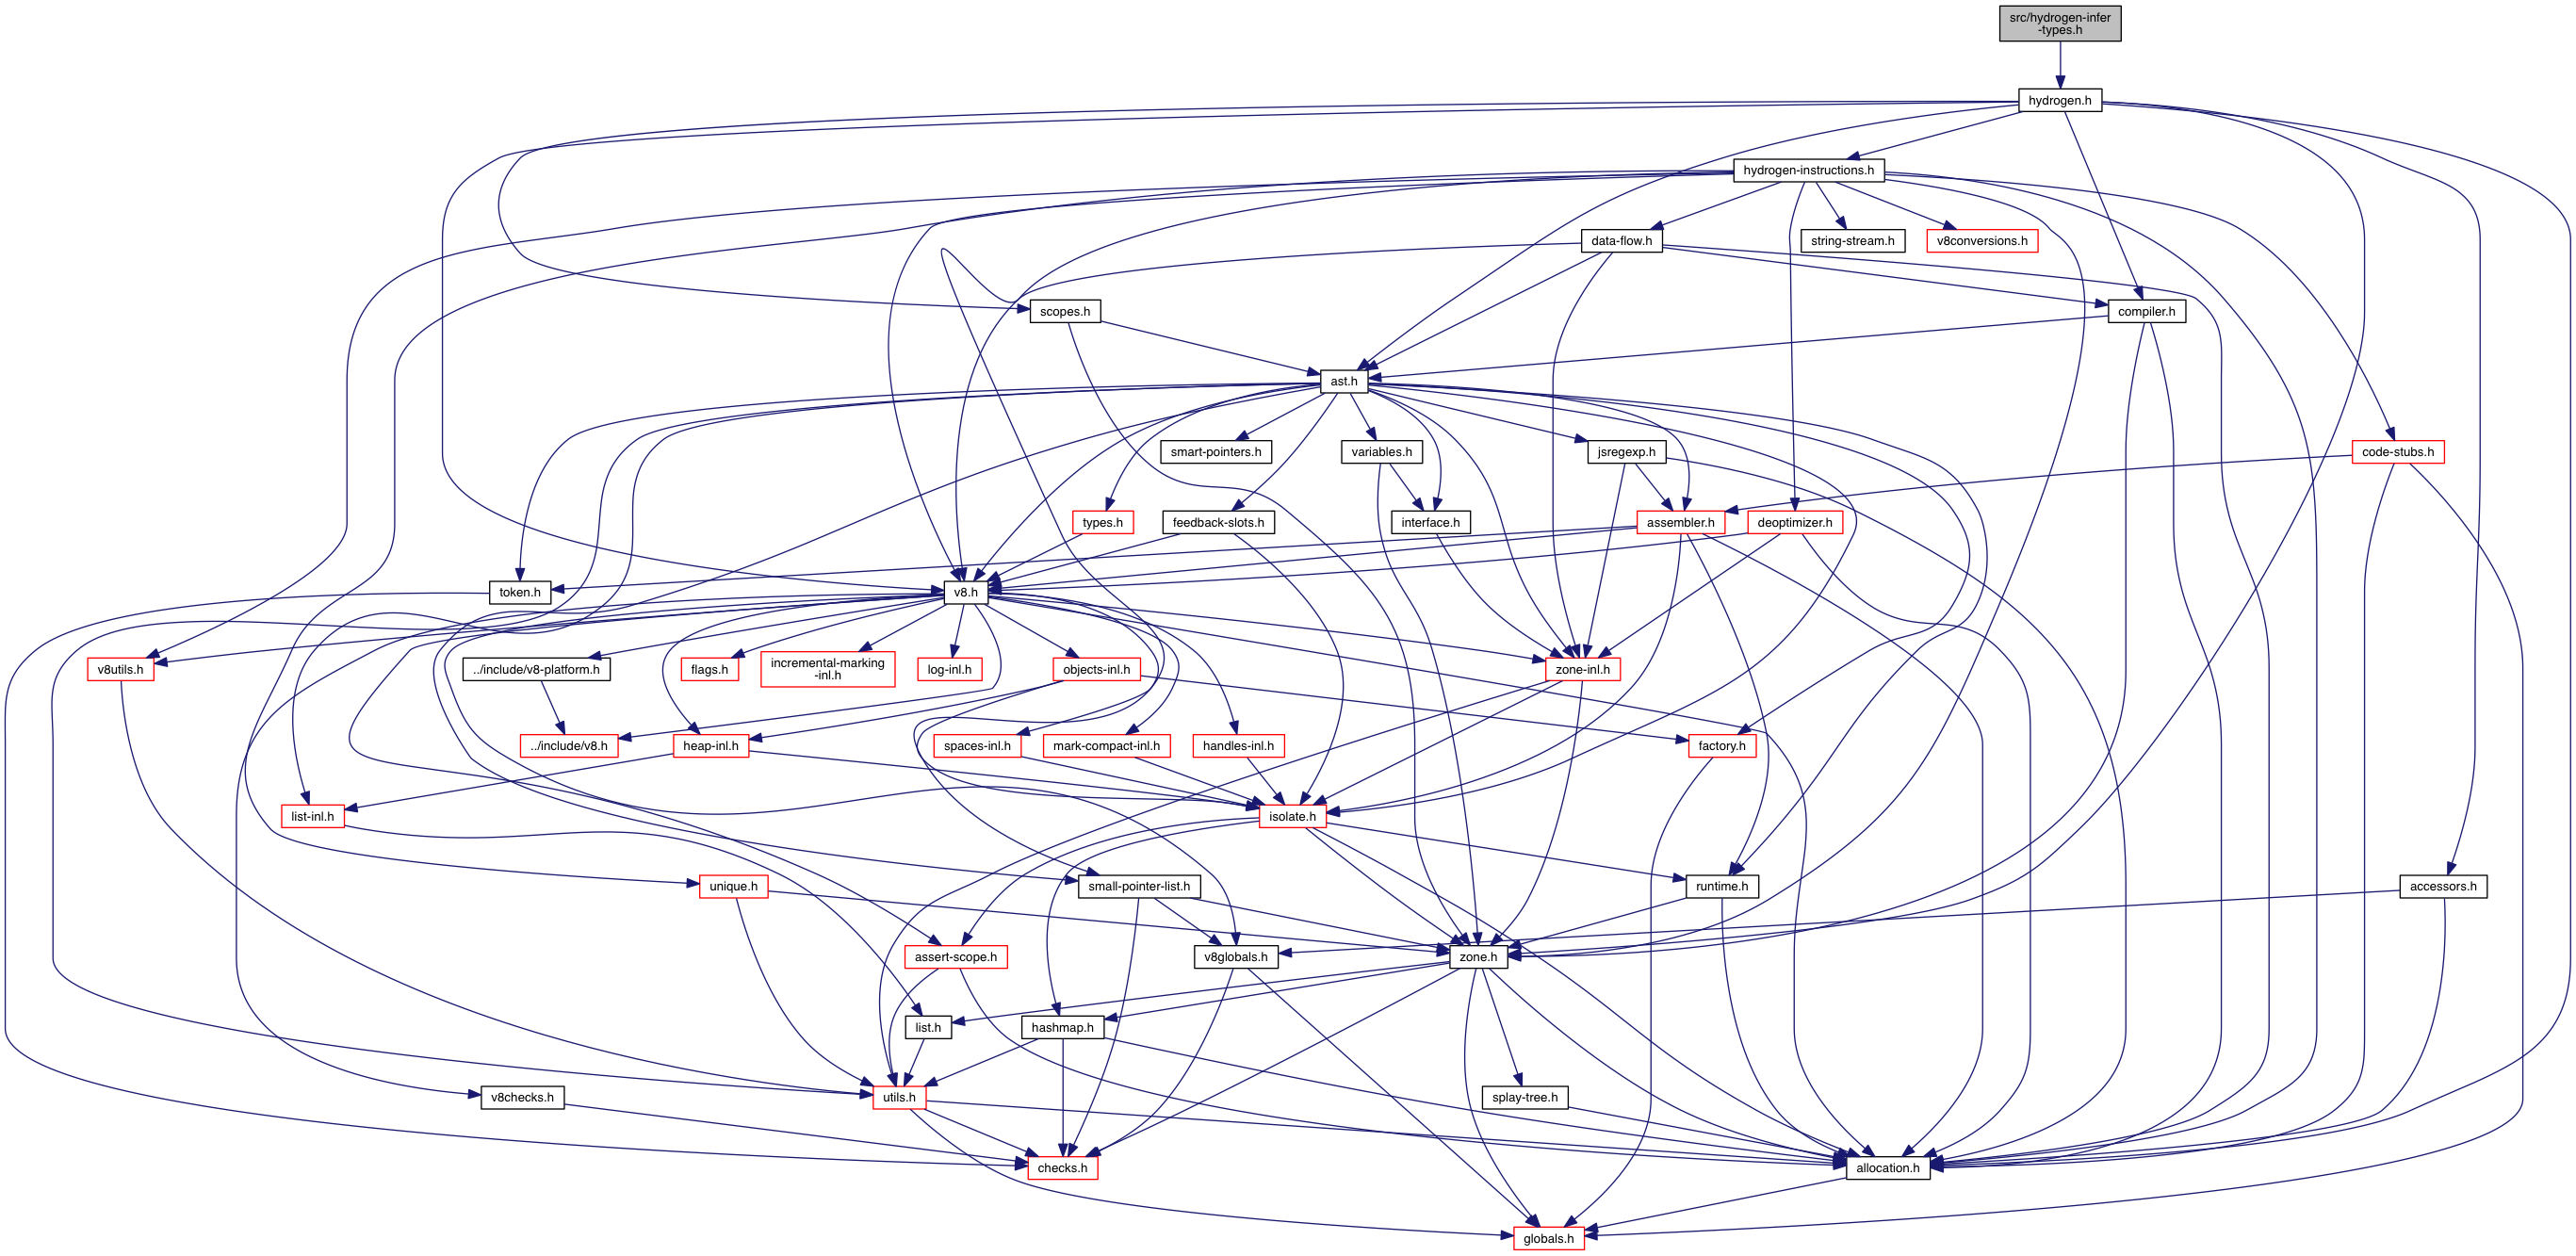 src/hydrogen-infer
-types.h
hydrogen.h
hydrogen-instructions.h
data-flow.h
string-stream.h
v8conversions.h
scopes.h
compiler.h
ast.h
smart-pointers.h
variables.h
jsregexp.h
code-stubs.h
types.h
feedback-slots.h
interface.h
assembler.h
deoptimizer.h
token.h
v8.h
v8utils.h
../include/v8-platform.h
flags.h
incremental-marking
-inl.h
log-inl.h
objects-inl.h
zone-inl.h
../include/v8.h
heap-inl.h
spaces-inl.h
mark-compact-inl.h
handles-inl.h
factory.h
list-inl.h
isolate.h
unique.h
small-pointer-list.h
runtime.h
accessors.h
assert-scope.h
v8globals.h
zone.h
list.h
hashmap.h
v8checks.h
utils.h
splay-tree.h
checks.h
allocation.h
globals.h